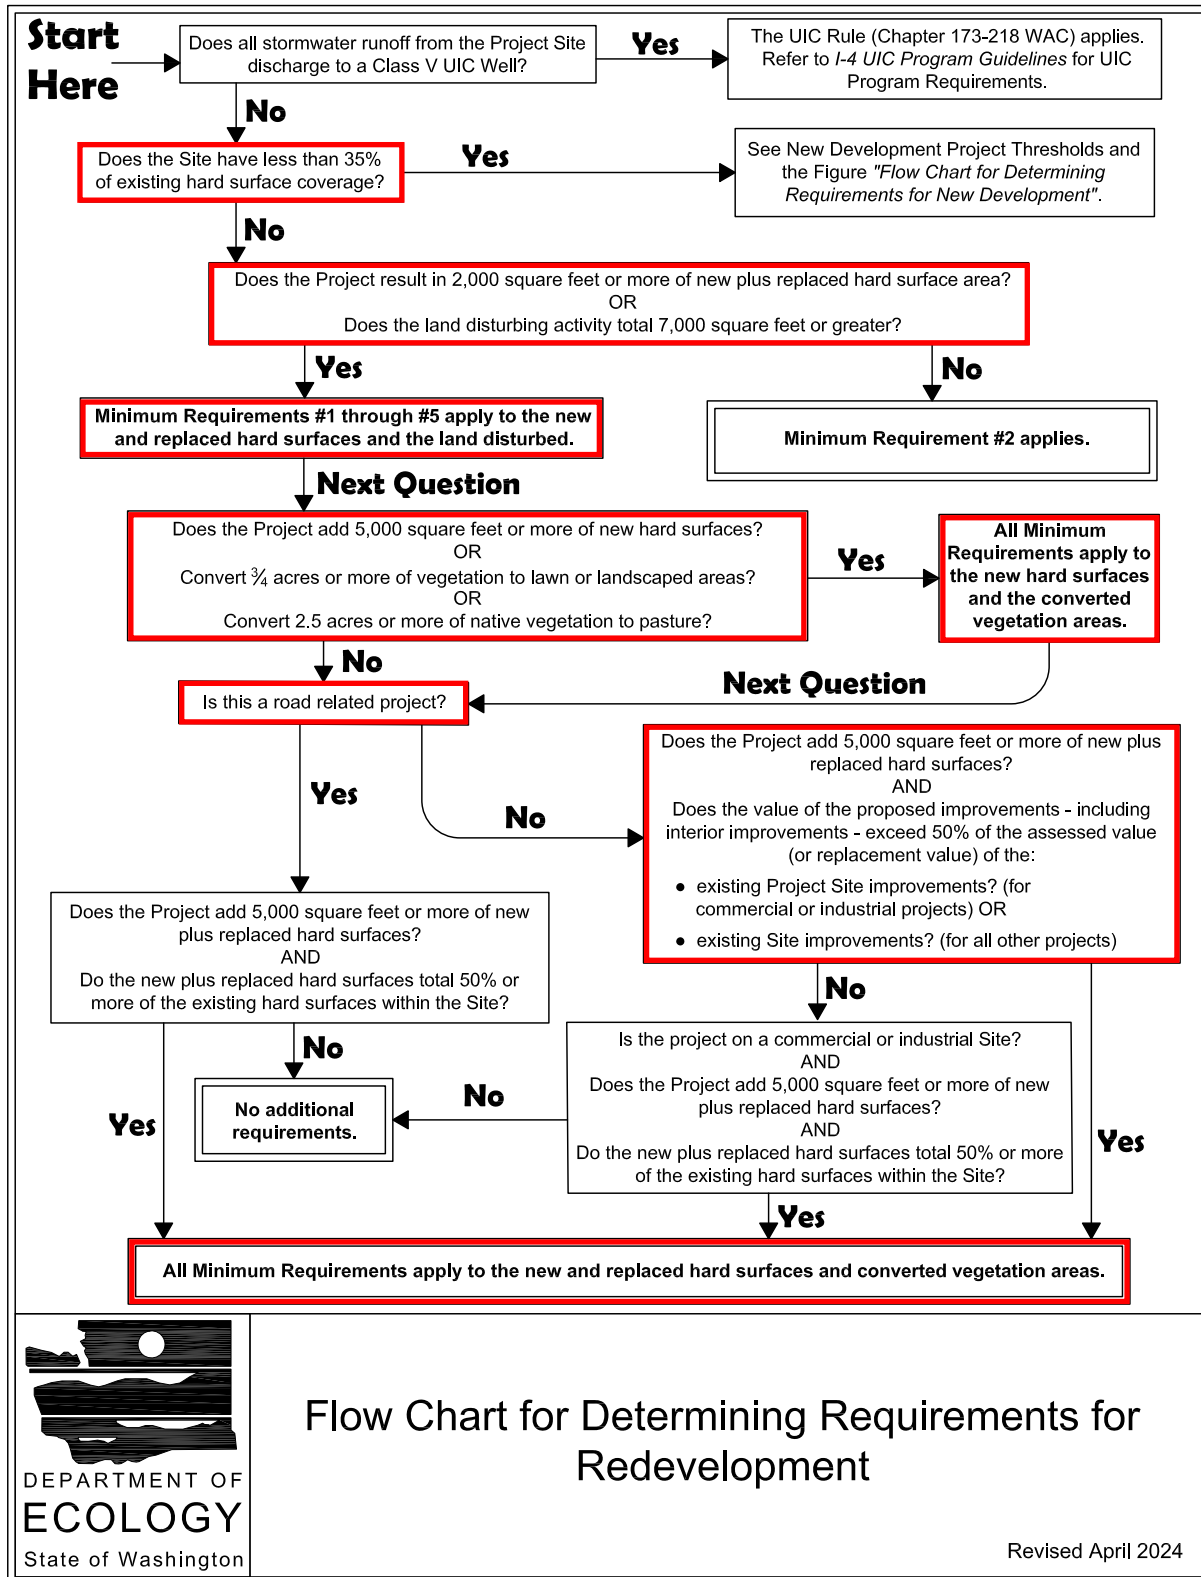 Start
Here
Does all stormwater runoff from the Project Site
discharge to a Class V UIC Well?
Yes
The UIC Rule (Chapter 173-218 WAC) applies.
Refer to I-4 UIC Program Guidelines for UIC
Program Requirements.
No
Does the Site have less than 35%
of existing hard surface coverage?
Yes
See New Development Project Thresholds and
the Figure "Flow Chart for Determining
Requirements for New Development".
No
Does the Project result in 2,000 square feet or more of new plus replaced hard surface area?
OR
Does the land disturbing activity total 7,000 square feet or greater?
Yes
No
Minimum Requirements #1 through #5 apply to the new
and replaced hard surfaces and the land disturbed.
Minimum Requirement #2 applies.
Next Question
Does the Project add 5,000 square feet or more of new hard surfaces?
OR
Convert ¾ acres or more of vegetation to lawn or landscaped areas?
OR
Convert 2.5 acres or more of native vegetation to pasture?
Yes
All Minimum
Requirements apply to
the new hard surfaces
and the converted
vegetation areas.
No
Next Question
Is this a road related project?
Yes
No
Does the Project add 5,000 square feet or more of new plus
replaced hard surfaces?
AND
Does the value of the proposed improvements - including
interior improvements - exceed 50% of the assessed value
(or replacement value) of the:
● existing Project Site improvements? (for
commercial or industrial projects) OR
● existing Site improvements? (for all other projects)
Does the Project add 5,000 square feet or more of new
plus replaced hard surfaces?
AND
Do the new plus replaced hard surfaces total 50% or
more of the existing hard surfaces within the Site?
No
Is the project on a commercial or industrial Site?
AND
Does the Project add 5,000 square feet or more of new
plus replaced hard surfaces?
AND
Do the new plus replaced hard surfaces total 50% or more
of the existing hard surfaces within the Site?
No
No
No additional
requirements.
Yes
Yes
Yes
All Minimum Requirements apply to the new and replaced hard surfaces and converted vegetation areas.
DEPARTMENT OF
ECOLOGY
State of Washington
Flow Chart for Determining Requirements for
Redevelopment
Revised April 2024